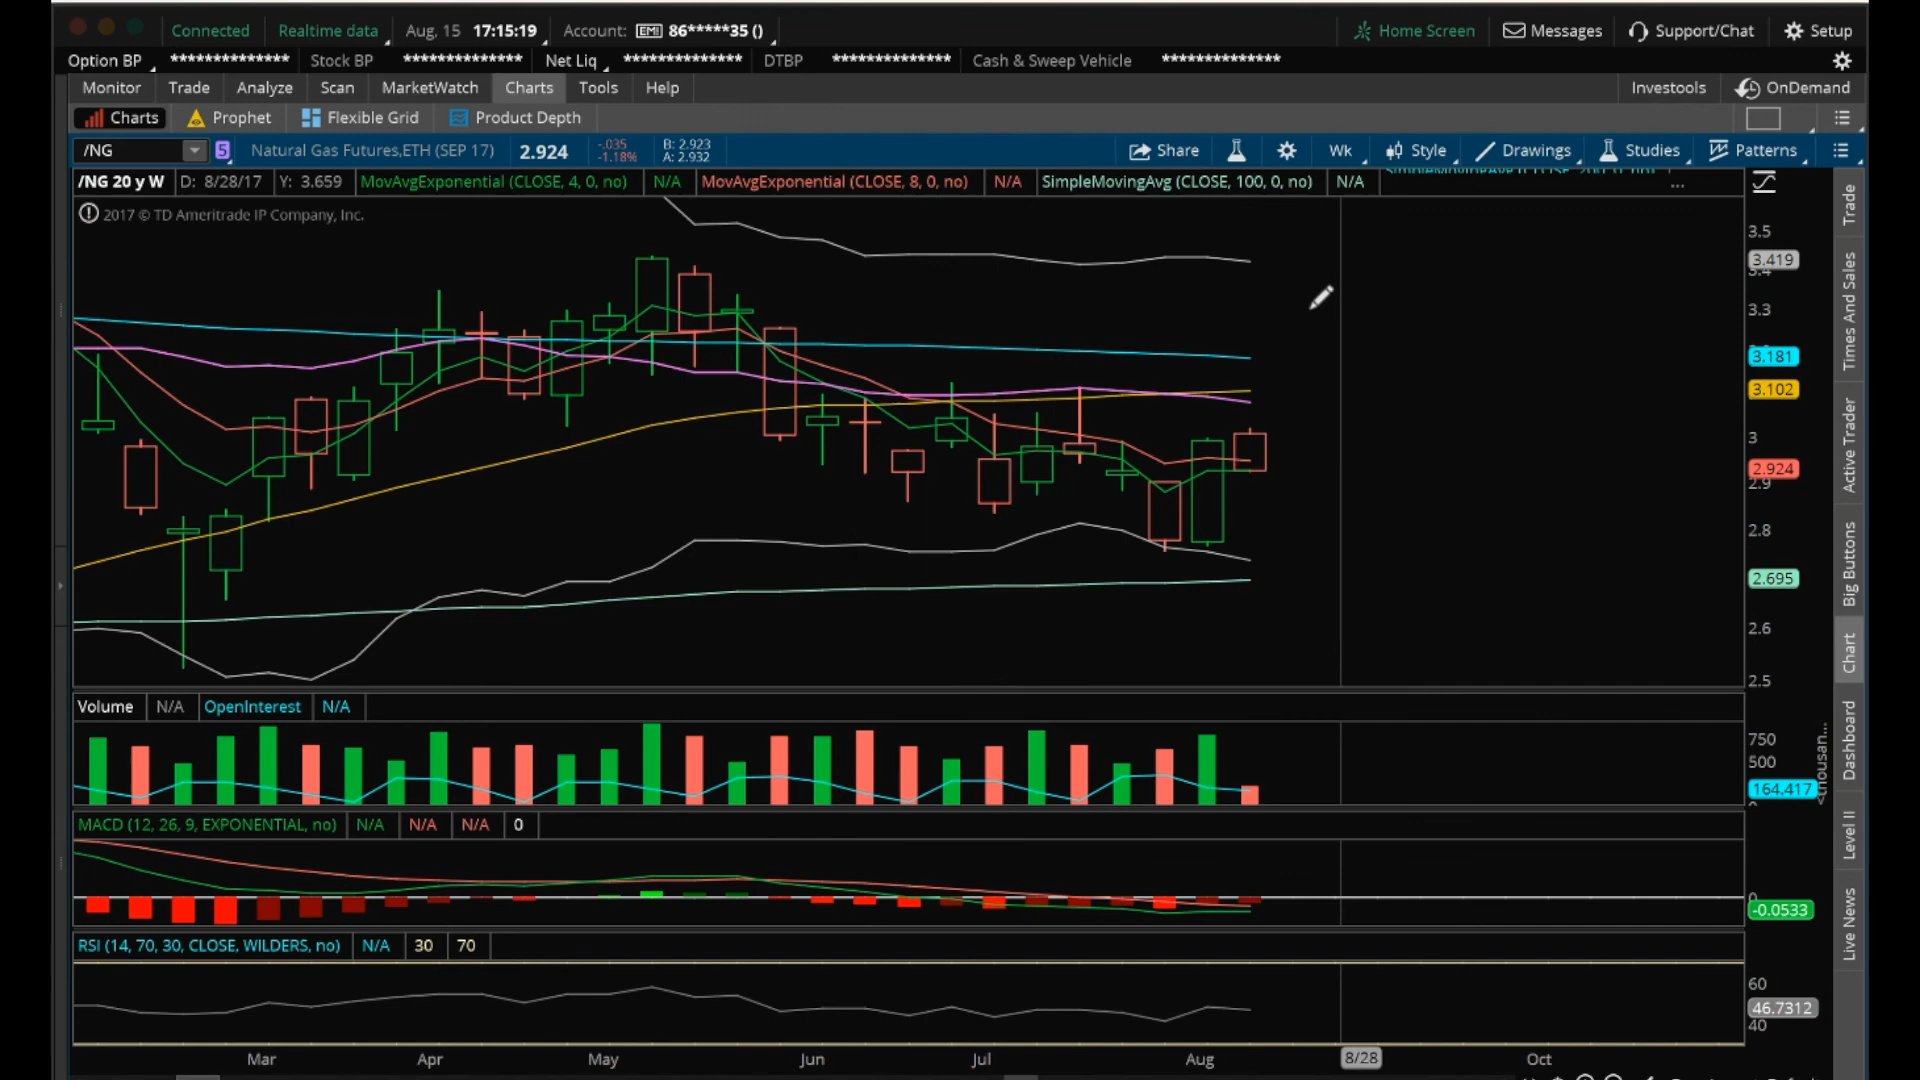 Connected Realtime data Aug, 15 17:15:19 Account: EMI 86*****35 () Home Screen Messages Support/Chat Setup
Option BP ************** Stock BP ************** Net Liq ************** DTBP ************** Cash & Sweep Vehicle **************
Monitor Trade Analyze Scan MarketWatch Charts Tools Help Investools OnDemand
Charts Prophet Flexible Grid Product Depth
/NG 5 Natural Gas Futures,ETH (SEP 17) 2.924 -.035 -1.18% B: 2.923 A: 2.932 Share Wk Style Drawings Studies Patterns
/NG 20 y W D: 8/28/17 Y: 3.659 MovAvgExponential (CLOSE, 4, 0, no) N/A MovAvgExponential (CLOSE, 8, 0, no) N/A SimpleMovingAvg (CLOSE, 100, 0, no) N/A ...
2017 © TD Ameritrade IP Company, Inc.
3.5
3.419
3.4
3.3
3.181
3.102
3
2.924
2.9
2.8
2.695
2.6
2.5
Volume N/A OpenInterest N/A
750
500
164.417
MACD (12, 26, 9, EXPONENTIAL, no) N/A N/A N/A 0
0
-0.0533
RSI (14, 70, 30, CLOSE, WILDERS, no) N/A 30 70
60
46.7312
40
Mar Apr May Jun Jul Aug 8/28 Oct
Trade
Times And Sales
Active Trader
Big Buttons
Chart
Dashboard
Level II
Live News